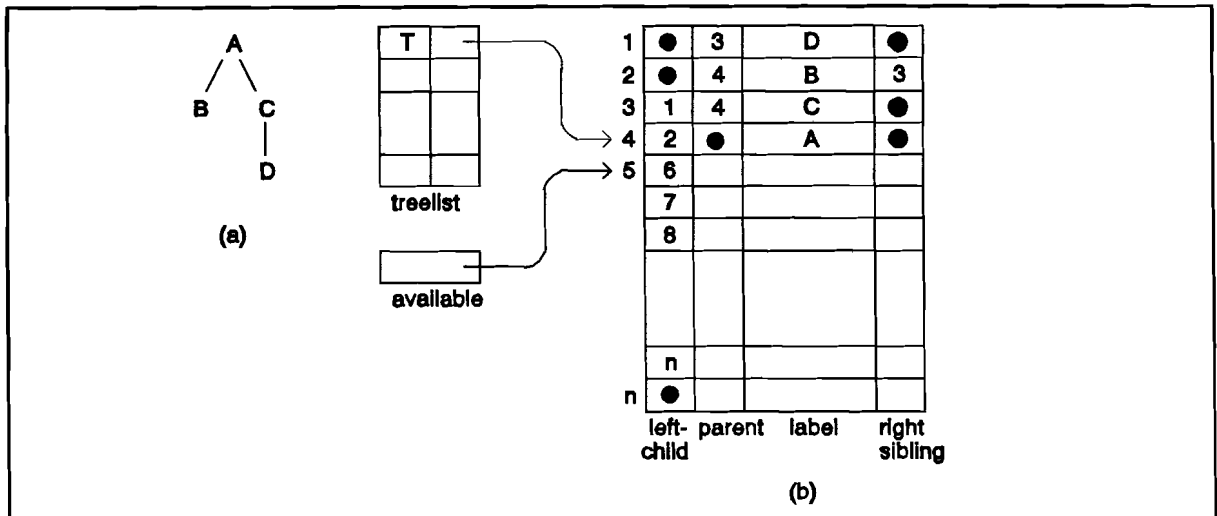 A
B C
D
(a)
T
treelist
available
1 ● 3 D ●
2 ● 4 B 3
3 1 4 C ●
4 2 ● A ●
5 6
7
8
n
n ●
left-child parent label right sibling
(b)